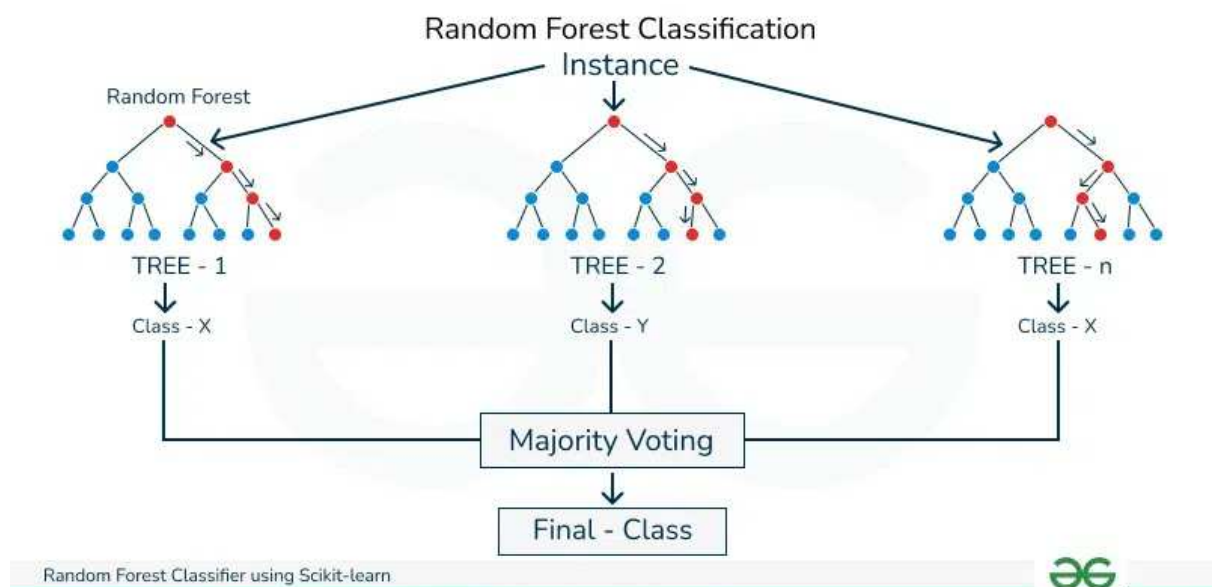 Random Forest Classification
Instance
Random Forest
TREE - 1
TREE - 2
TREE - n
Class - X
Class - Y
Class - X
Majority Voting
Final - Class
Random Forest Classifier using Scikit-learn